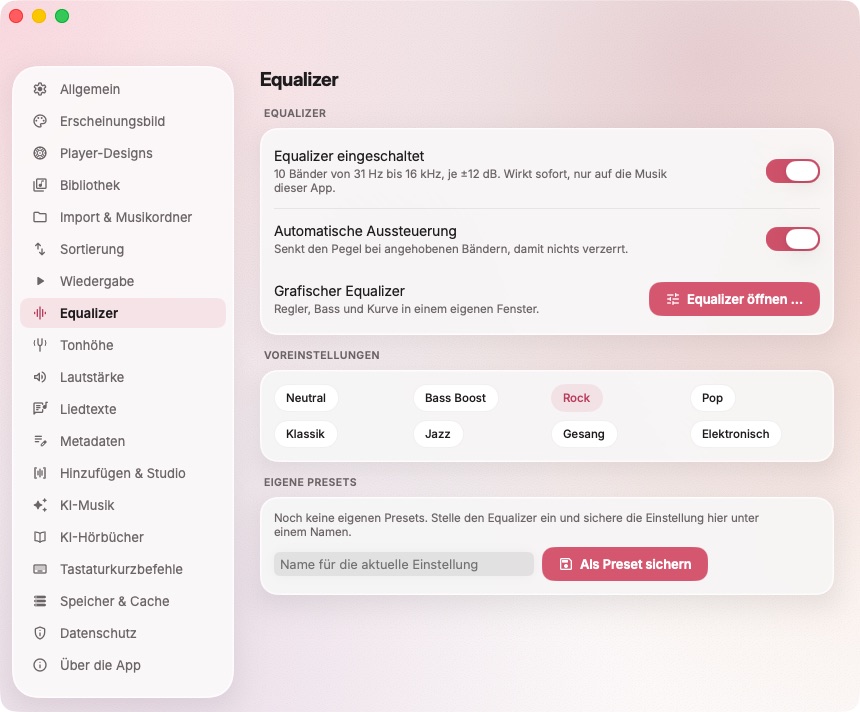 Allgemein
Erscheinungsbild
Player-Designs
Bibliothek
Import & Musikordner
Sortierung
Wiedergabe
Equalizer
Tonhöhe
Lautstärke
Liedtexte
Metadaten
Hinzufügen & Studio
KI-Musik
KI-Hörbücher
Tastaturkurzbefehle
Speicher & Cache
Datenschutz
Über die App
Equalizer
EQUALIZER
Equalizer eingeschaltet
10 Bänder von 31 Hz bis 16 kHz, je ±12 dB. Wirkt sofort, nur auf die Musik
dieser App.
Automatische Aussteuerung
Senkt den Pegel bei angehobenen Bändern, damit nichts verzerrt.
Grafischer Equalizer
Regler, Bass und Kurve in einem eigenen Fenster.
Equalizer öffnen ...
VOREINSTELLUNGEN
Neutral Bass Boost Rock Pop
Klassik Jazz Gesang Elektronisch
EIGENE PRESETS
Noch keine eigenen Presets. Stelle den Equalizer ein und sichere die Einstellung hier unter
einem Namen.
Name für die aktuelle Einstellung
Als Preset sichern